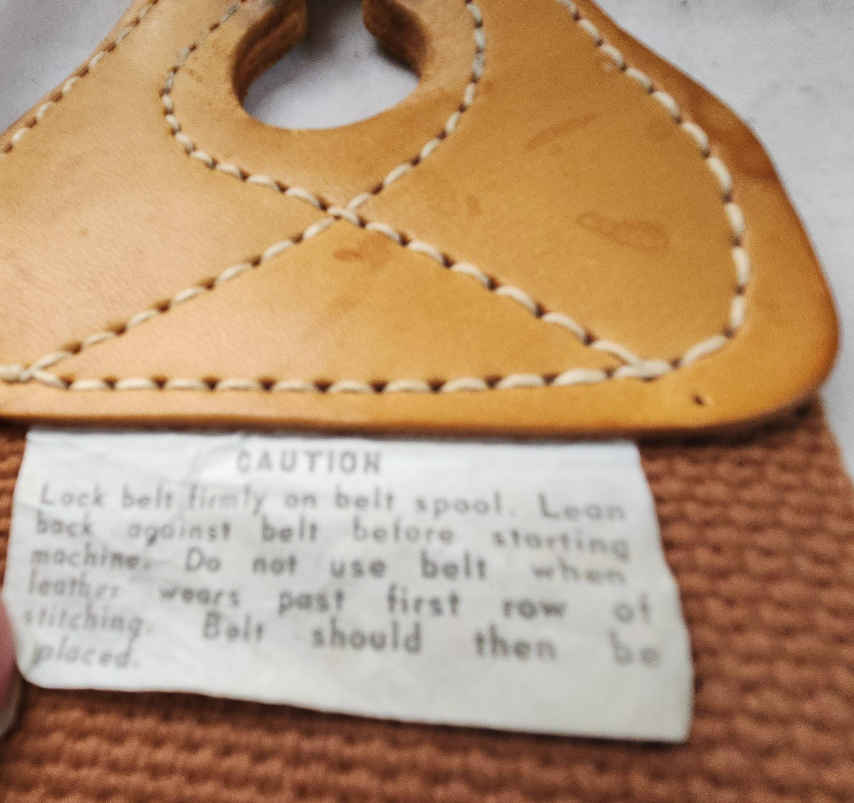 CAUTION
Lock belt firmly on belt spool. Lean
back against belt before starting
machine. Do not use belt when
leather wears past first row of
stitching. Belt should then be
placed.